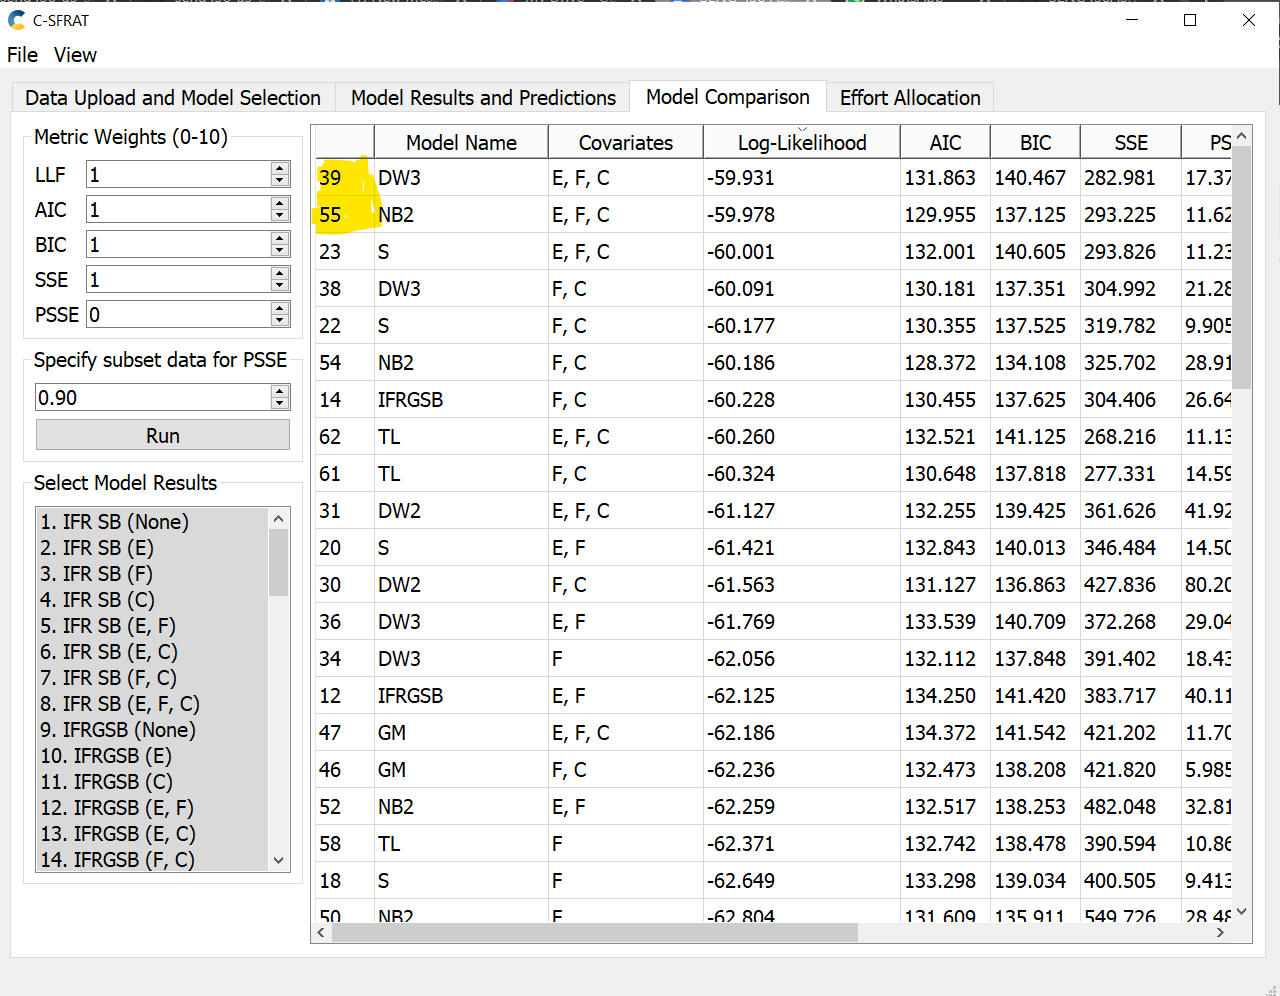 C-SFRAT
File View
Data Upload and Model Selection Model Results and Predictions Model Comparison Effort Allocation
Metric Weights (0-10)
LLF 1
AIC 1
BIC 1
SSE 1
PSSE 0
Specify subset data for PSSE
0.90
Run
Select Model Results
1. IFR SB (None)
2. IFR SB (E)
3. IFR SB (F)
4. IFR SB (C)
5. IFR SB (E, F)
6. IFR SB (E, C)
7. IFR SB (F, C)
8. IFR SB (E, F, C)
9. IFRGSB (None)
10. IFRGSB (E)
11. IFRGSB (C)
12. IFRGSB (E, F)
13. IFRGSB (E, C)
14. IFRGSB (F, C)
Model Name Covariates Log-Likelihood AIC BIC SSE PS
39 DW3 E, F, C -59.931 131.863 140.467 282.981 17.37
55 NB2 E, F, C -59.978 129.955 137.125 293.225 11.62
23 S E, F, C -60.001 132.001 140.605 293.826 11.23
38 DW3 F, C -60.091 130.181 137.351 304.992 21.28
22 S F, C -60.177 130.355 137.525 319.782 9.905
54 NB2 F, C -60.186 128.372 134.108 325.702 28.91
14 IFRGSB F, C -60.228 130.455 137.625 304.406 26.64
62 TL E, F, C -60.260 132.521 141.125 268.216 11.13
61 TL F, C -60.324 130.648 137.818 277.331 14.59
31 DW2 E, F, C -61.127 132.255 139.425 361.626 41.92
20 S E, F -61.421 132.843 140.013 346.484 14.50
30 DW2 F, C -61.563 131.127 136.863 427.836 80.20
36 DW3 E, F -61.769 133.539 140.709 372.268 29.04
34 DW3 F -62.056 132.112 137.848 391.402 18.43
12 IFRGSB E, F -62.125 134.250 141.420 383.717 40.11
47 GM E, F, C -62.186 134.372 141.542 421.202 11.70
46 GM F, C -62.236 132.473 138.208 421.820 5.985
52 NB2 E, F -62.259 132.517 138.253 482.048 32.81
58 TL F -62.371 132.742 138.478 390.594 10.86
18 S F -62.649 133.298 139.034 400.505 9.413
50 NB2 F -62.804 131.609 135.911 549.726 28.48